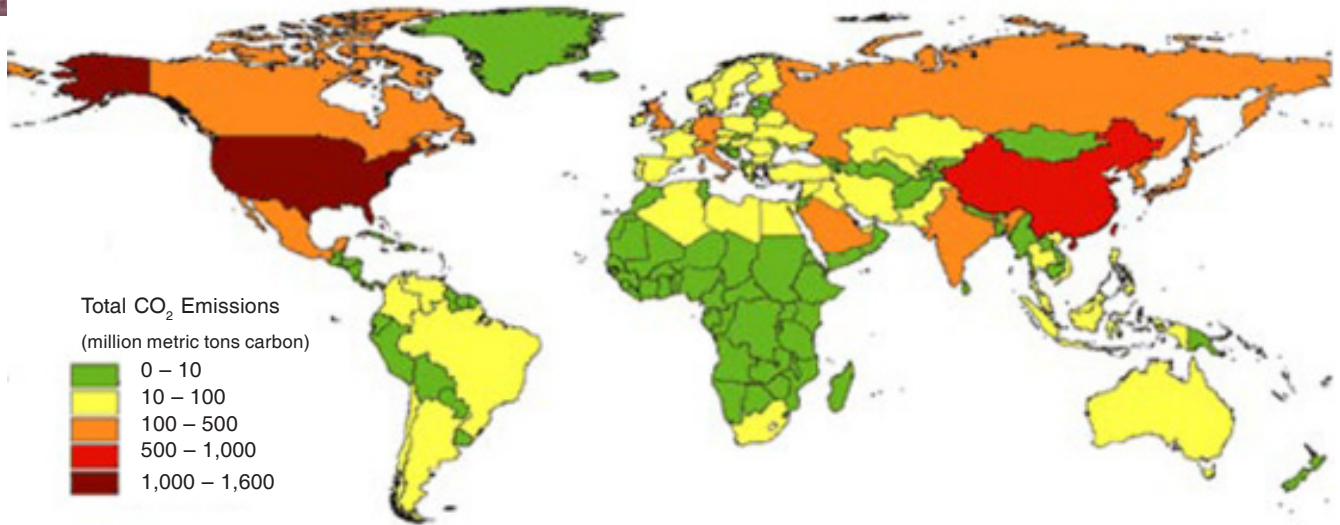 Total CO₂ Emissions
(million metric tons carbon)
0 – 10
10 – 100
100 – 500
500 – 1,000
1,000 – 1,600